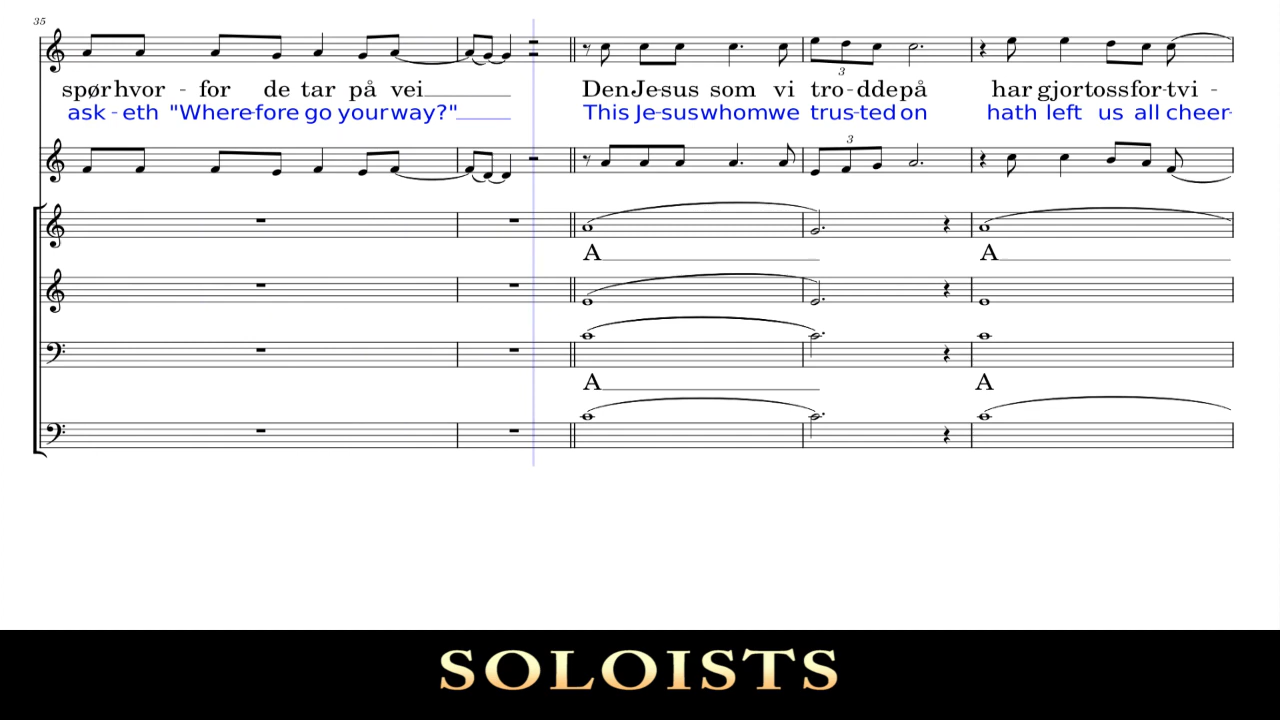 35
spør hvor - for de tar på vei
ask - eth "Where-fore go your way?"
Den Je-sus som vi tro-dde på har gjort oss for-tvi -
This Je-sus whom we trus-ted on hath left us all cheer-
3
3
A A
A A
SOLOISTS